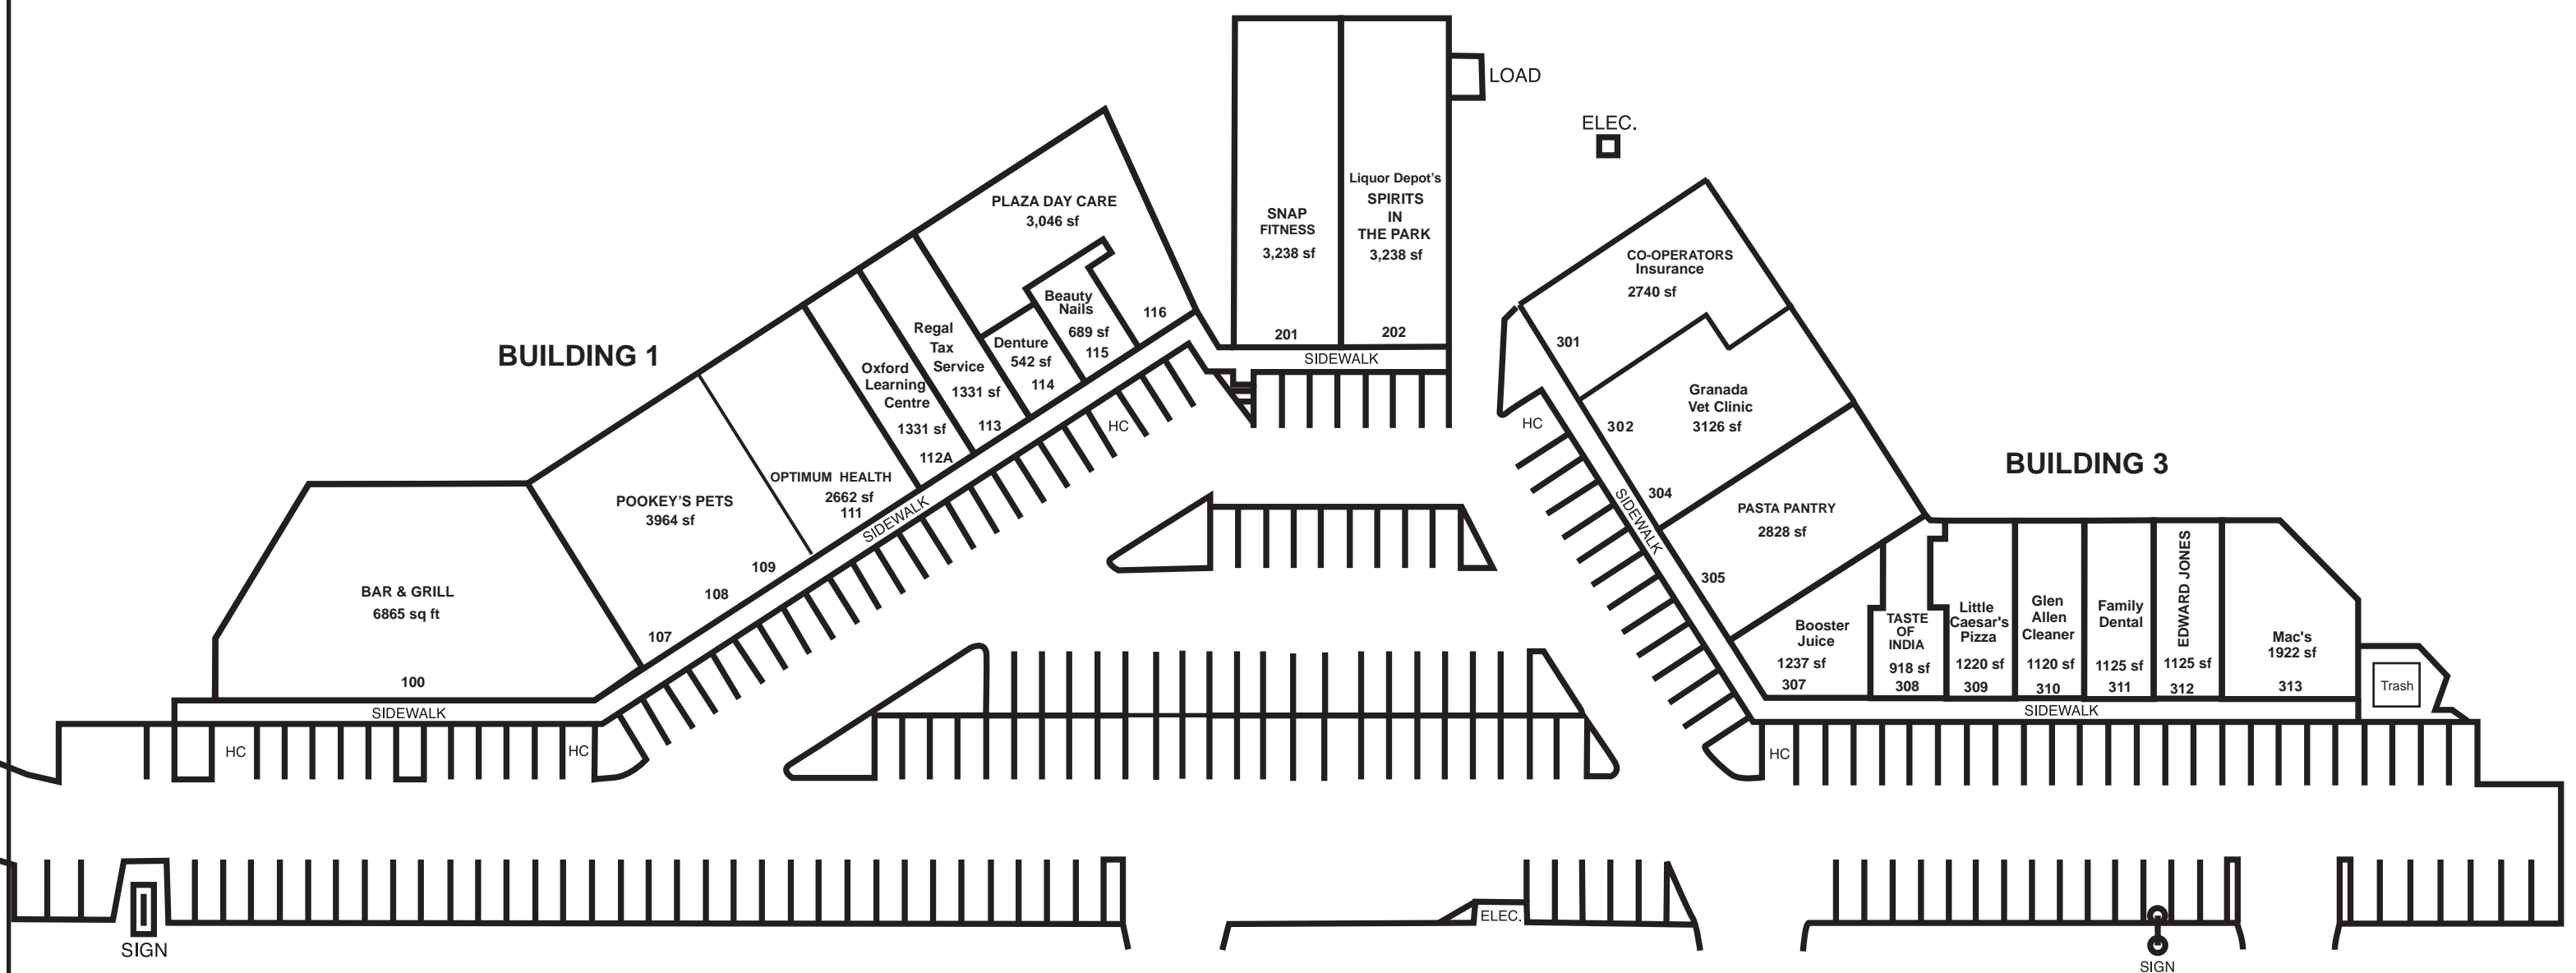 LOAD
ELEC.
Liquor Depot's
SPIRITS
IN
THE PARK
3,238 sf
202
SNAP
FITNESS
3,238 sf
201
SIDEWALK
BUILDING 1
PLAZA DAY CARE
3,046 sf
116
Beauty
Nails
689 sf
115
Denture
542 sf
114
Regal
Tax
Service
1331 sf
113
Oxford
Learning
Centre
1331 sf
112A
OPTIMUM HEALTH
2662 sf
111
POOKEY'S PETS
3964 sf
109
108
107
SIDEWALK
HC
BAR & GRILL
6865 sq ft
100
SIDEWALK
HC
HC
CO-OPERATORS
Insurance
2740 sf
301
Granada
Vet Clinic
3126 sf
302
304
PASTA PANTRY
2828 sf
305
HC
SIDEWALK
BUILDING 3
Booster
Juice
1237 sf
307
TASTE
OF
INDIA
918 sf
308
Little
Caesar's
Pizza
1220 sf
309
Glen
Allen
Cleaner
1120 sf
310
Family
Dental
1125 sf
311
EDWARD JONES
1125 sf
312
Mac's
1922 sf
313
Trash
SIDEWALK
HC
SIGN
ELEC.
SIGN